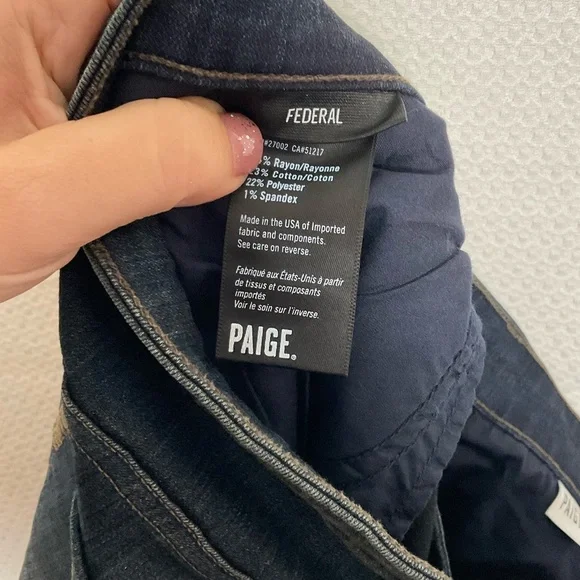 FEDERAL
#27002 CA#51217
% Rayon/Rayonne
23% Cotton/Coton
22% Polyester
1% Spandex
Made in the USA of Imported
fabric and components.
See care on reverse.
Fabriqué aux États-Unis à partir
de tissus et composants
importés
Voir le soin sur l'inverse.
PAIGE®
PAIGE